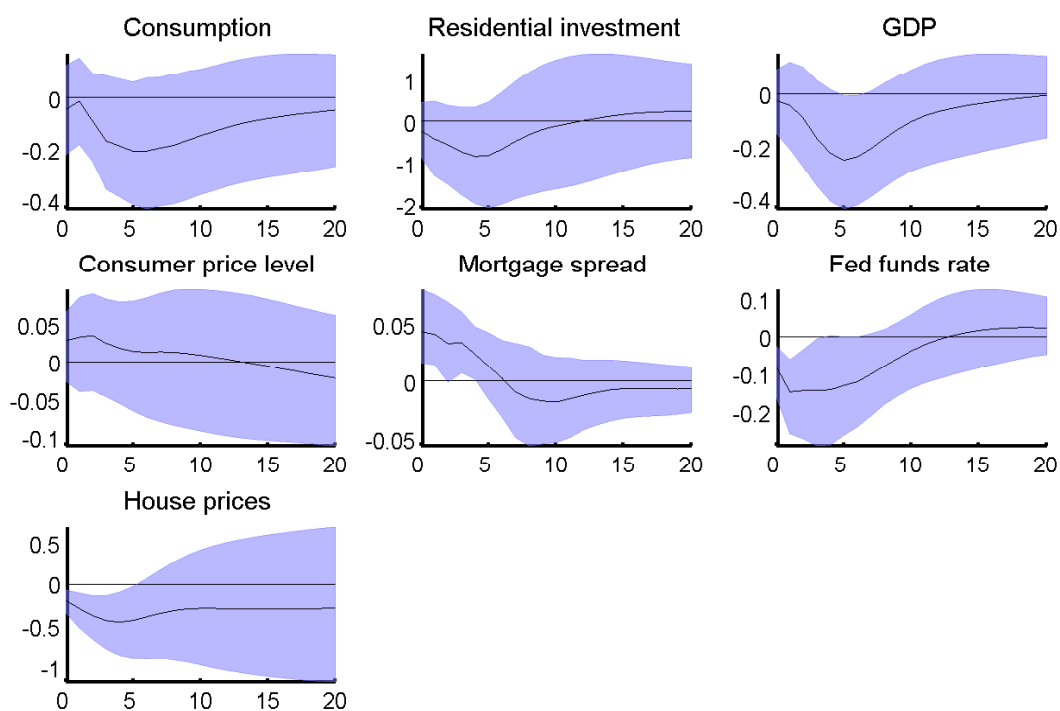 Consumption
0
-0.2
-0.4
0 5 10 15 20
Residential investment
1
0
-1
-2
0 5 10 15 20
GDP
0
-0.2
-0.4
0 5 10 15 20
Consumer price level
0.05
0
-0.05
-0.1
0 5 10 15 20
Mortgage spread
0.05
0
-0.05
0 5 10 15 20
Fed funds rate
0.1
0
-0.1
-0.2
0 5 10 15 20
House prices
0.5
0
-0.5
-1
0 5 10 15 20